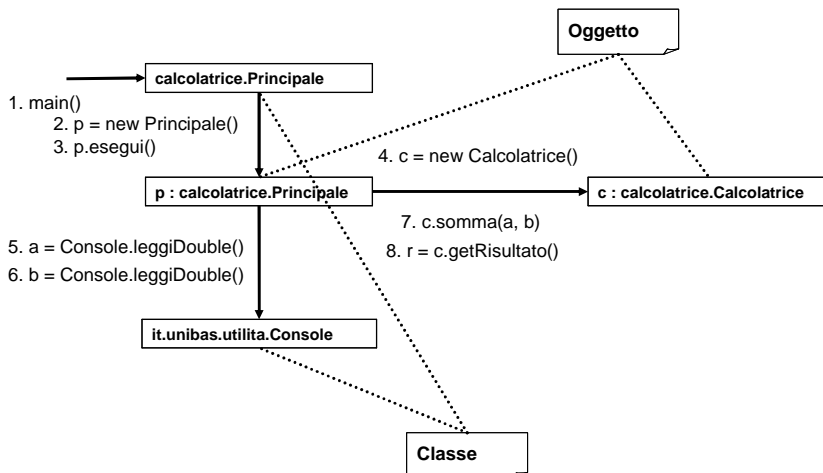 Oggetto
calcolatrice.Principale
1. main()
2. p = new Principale()
3. p.esegui()
4. c = new Calcolatrice()
p : calcolatrice.Principale
c : calcolatrice.Calcolatrice
7. c.somma(a, b)
5. a = Console.leggiDouble()
8. r = c.getRisultato()
6. b = Console.leggiDouble()
it.unibas.utilita.Console
Classe